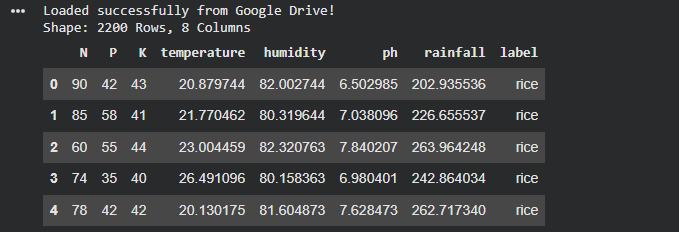 Loaded successfully from Google Drive!
Shape: 2200 Rows, 8 Columns
N P K temperature humidity ph rainfall label
0 90 42 43 20.879744 82.002744 6.502985 202.935536 rice
1 85 58 41 21.770462 80.319644 7.038096 226.655537 rice
2 60 55 44 23.004459 82.320763 7.840207 263.964248 rice
3 74 35 40 26.491096 80.158363 6.980401 242.864034 rice
4 78 42 42 20.130175 81.604873 7.628473 262.717340 rice